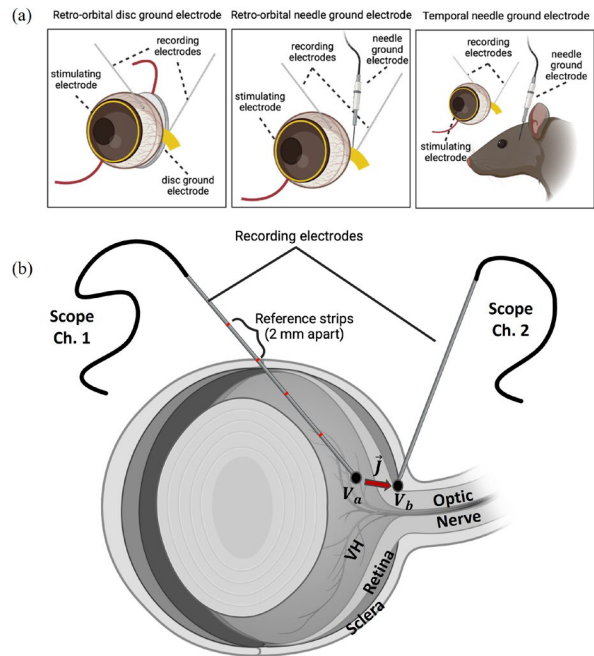 (a)
Retro-orbital disc ground electrode
recording
electrodes
stimulating
electrode
disc ground
electrode
Retro-orbital needle ground electrode
recording
electrodes
needle
ground
electrode
stimulating
electrode
Temporal needle ground electrode
recording
electrodes
needle
ground
electrode
stimulating
electrode
(b)
Recording electrodes
Scope
Ch. 1
Reference strips
(2 mm apart)
Scope
Ch. 2
J
Va
Vb
Optic
Nerve
VH
Retina
Sclera